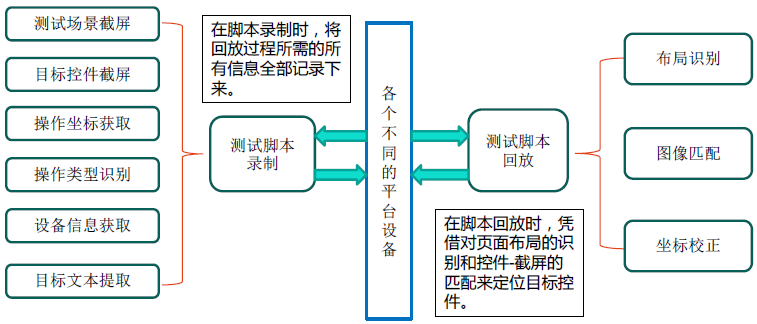 测试场景截屏
目标控件截屏
操作坐标获取
操作类型识别
设备信息获取
目标文本提取
在脚本录制时，将
回放过程所需的所
有信息全部记录下
来。
测试脚本
录制
各
个
不
同
的
平
台
设
备
测试脚本
回放
在脚本回放时，凭
借对页面布局的识
别和控件-截屏的
匹配来定位目标控
件。
布局识别
图像匹配
坐标校正